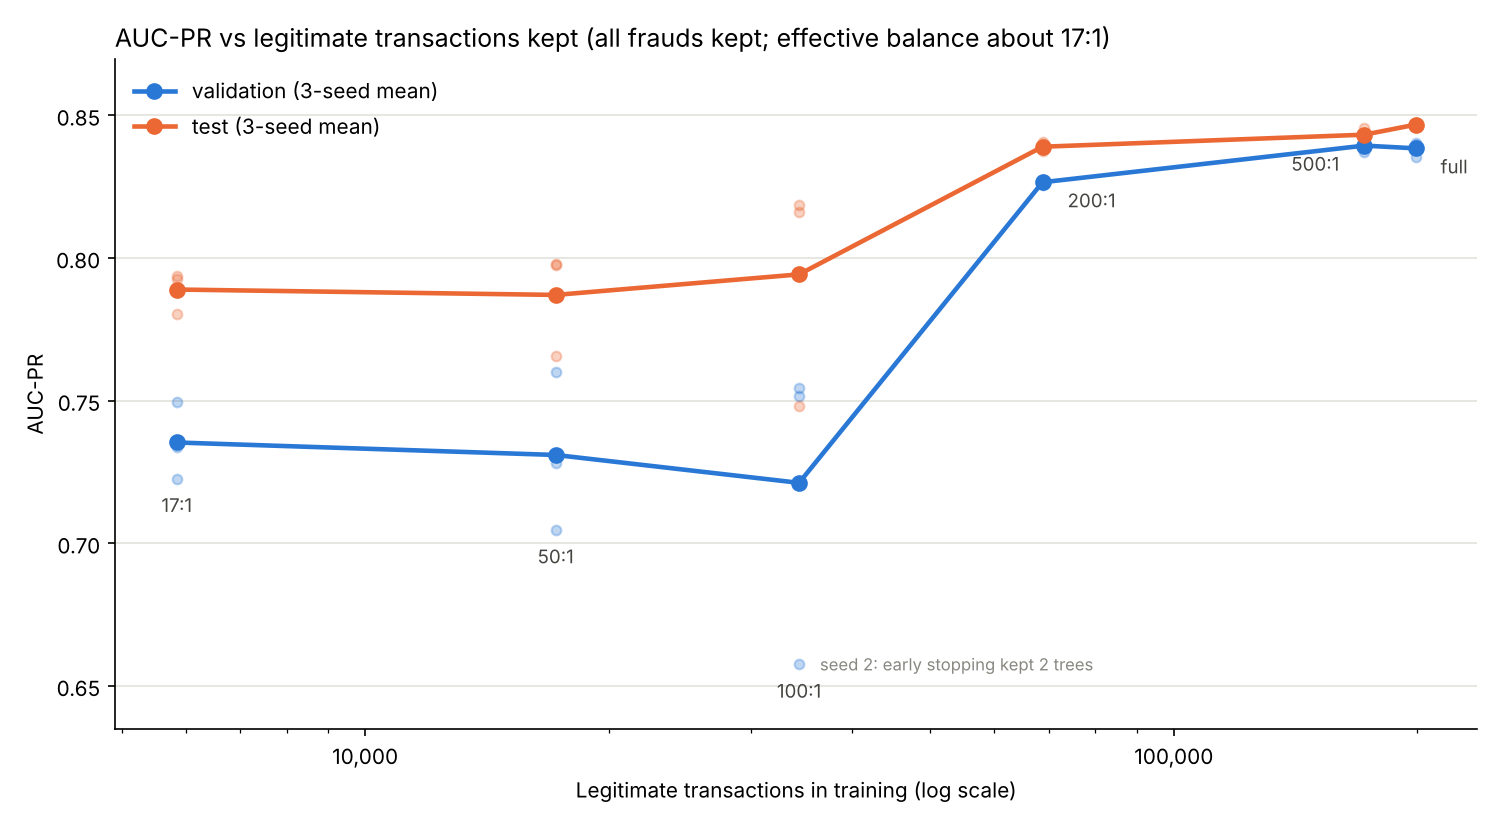 AUC-PR vs legitimate transactions kept (all frauds kept; effective balance about 17:1)
validation (3-seed mean)
test (3-seed mean)
0.85
0.80
0.75
0.70
0.65
AUC-PR
500:1
full
200:1
17:1
50:1
seed 2: early stopping kept 2 trees
100:1
10,000
100,000
Legitimate transactions in training (log scale)